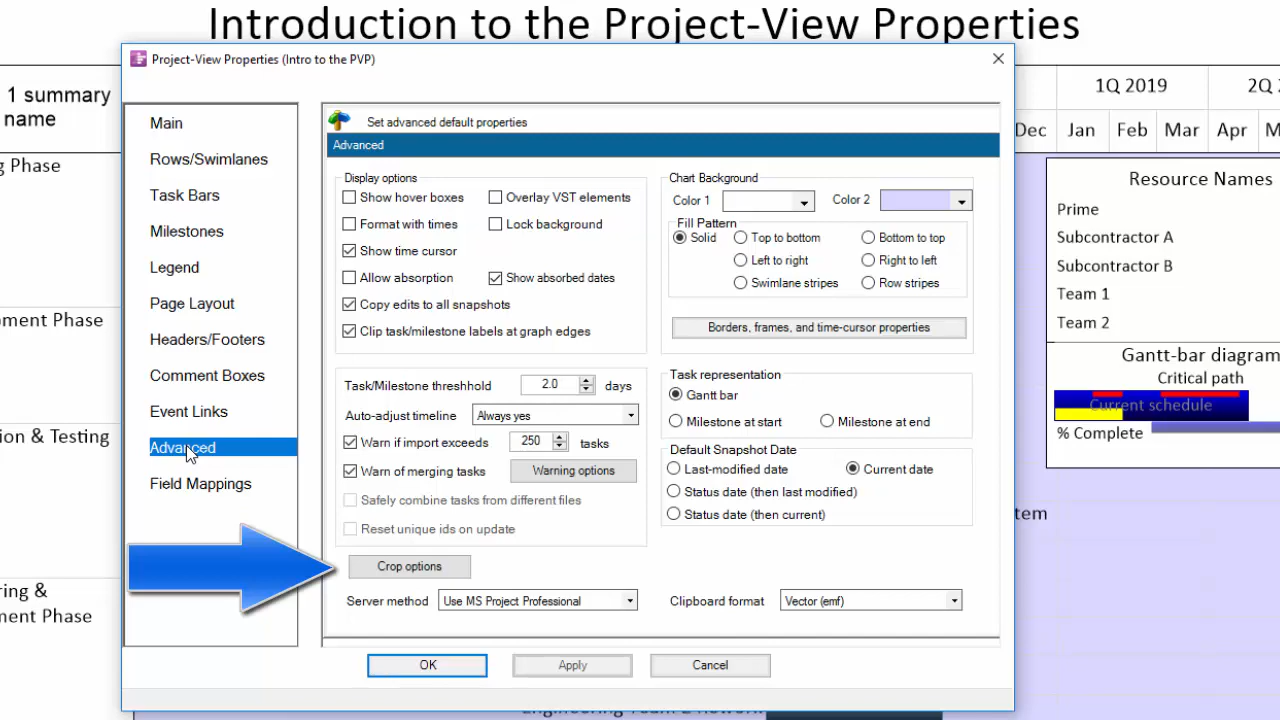 Introduction to the Project-View Properties
Project-View Properties (Intro to the PVP)
1 summary
name
g Phase
ment Phase
ion & Testing
ring &
ment Phase
Main
Rows/Swimlanes
Task Bars
Milestones
Legend
Page Layout
Headers/Footers
Comment Boxes
Event Links
Advanced
Field Mappings
Set advanced default properties
Advanced
Display options
Show hover boxes Overlay VST elements
Format with times Lock background
Show time cursor
Allow absorption Show absorbed dates
Copy edits to all snapshots
Clip task/milestone labels at graph edges
Task/Milestone threshhold 2.0 days
Auto-adjust timeline Always yes
Warn if import exceeds 250 tasks
Warn of merging tasks Warning options
Safely combine tasks from different files
Reset unique ids on update
Crop options
Server method Use MS Project Professional
Chart Background
Color 1 Color 2
Fill Pattern
Solid Top to bottom Bottom to top
Left to right Right to left
Swimlane stripes Row stripes
Borders, frames, and time-cursor properties
Task representation
Gantt bar
Milestone at start Milestone at end
Default Snapshot Date
Last-modified date Current date
Status date (then last modified)
Status date (then current)
Clipboard format Vector (emf)
OK Apply Cancel
1Q 2019 2Q 2
Dec Jan Feb Mar Apr M
Resource Names
Prime
Subcontractor A
Subcontractor B
Team 1
Team 2
Gantt-bar diagram
Critical path
Current schedule
% Complete
tem